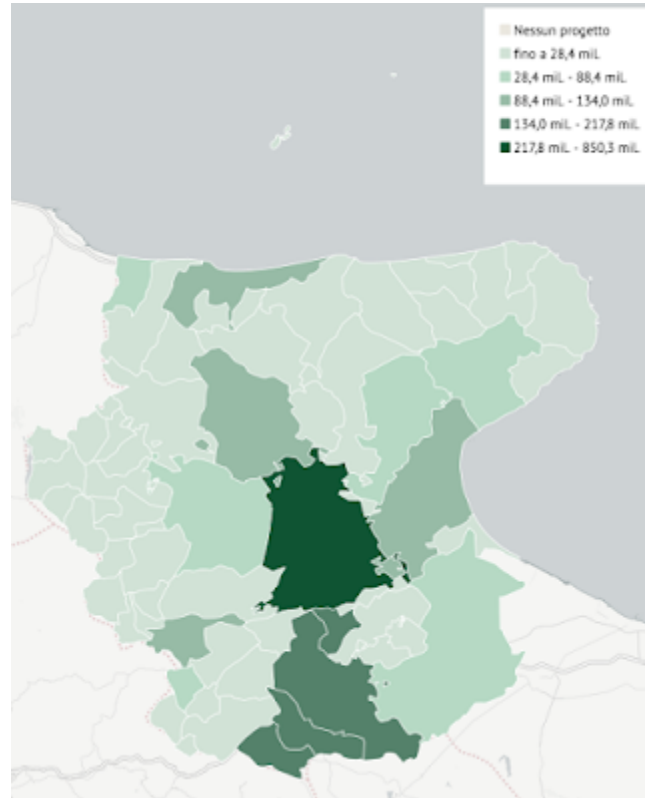 Nessun progetto
fino a 28,4 mil.
28,4 mil. - 88,4 mil.
88,4 mil. - 134,0 mil.
134,0 mil. - 217,8 mil.
217,8 mil. - 850,3 mil.